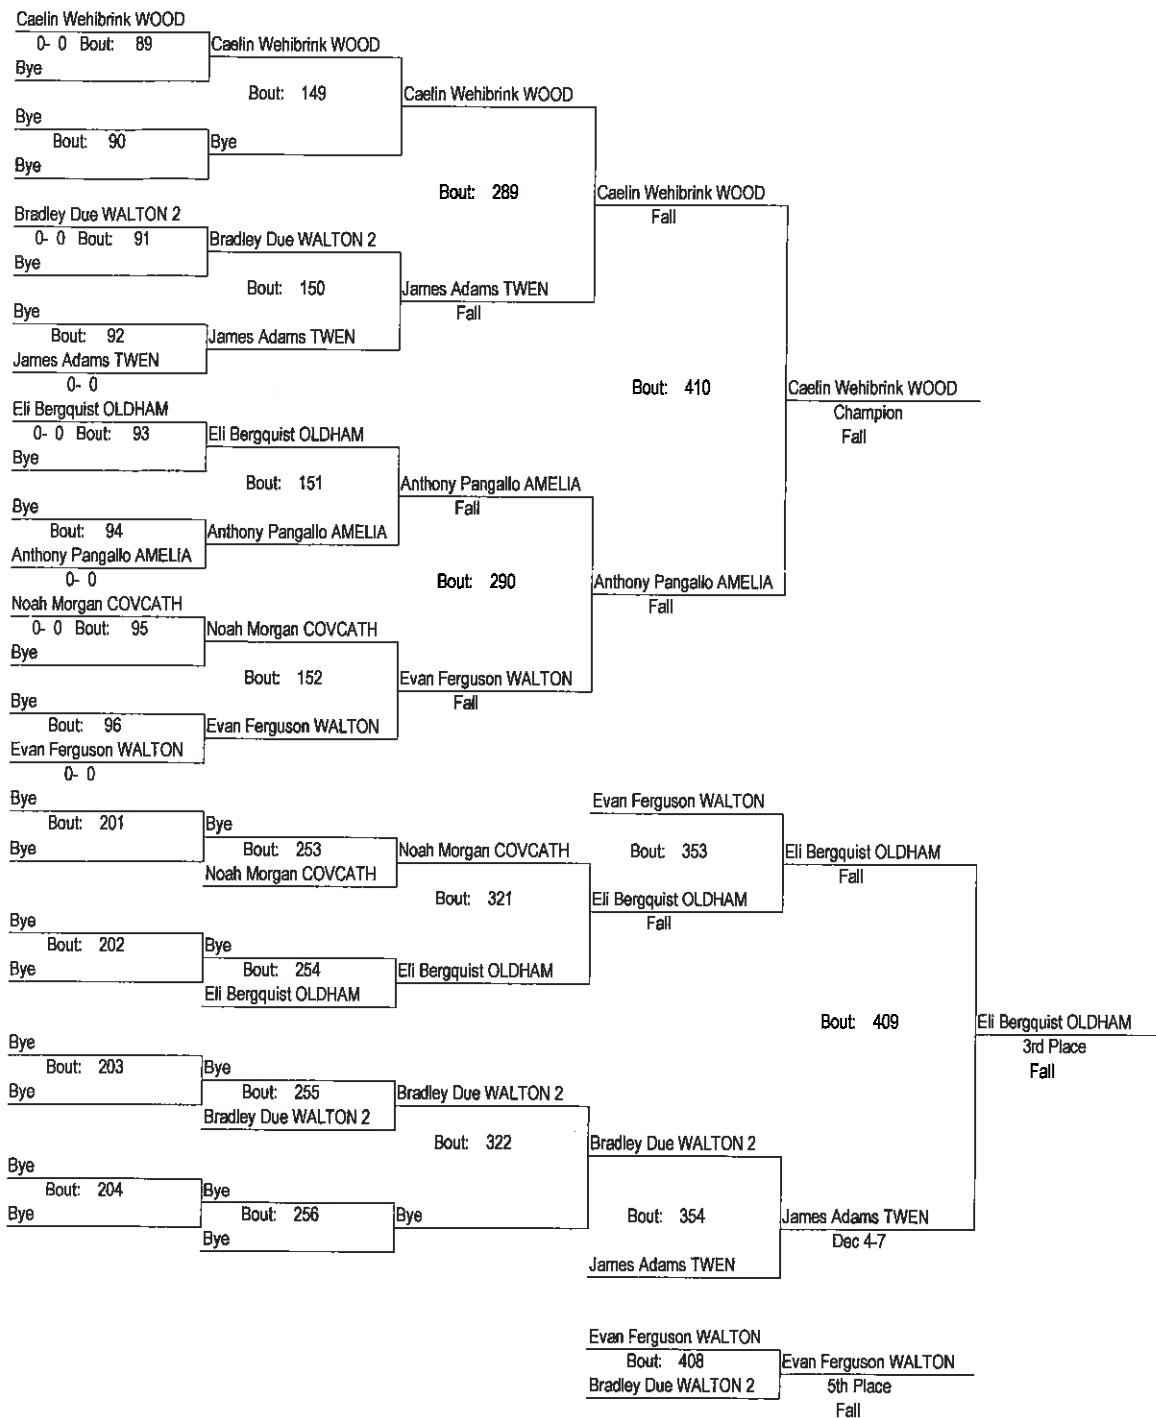 Caelin Wehibrink WOOD
0- 0 Bout: 89
Bye
Caelin Wehibrink WOOD
Bout: 149
Bye
Bout: 90
Bye
Bye
Caelin Wehibrink WOOD
Bout: 289
Bradley Due WALTON 2
0- 0 Bout: 91
Bye
Bradley Due WALTON 2
Bout: 150
Bye
Bout: 92
James Adams TWEN
0- 0
James Adams TWEN
James Adams TWEN
Fall
Caelin Wehibrink WOOD
Fall
Bout: 410
Eli Bergquist OLDHAM
0- 0 Bout: 93
Bye
Eli Bergquist OLDHAM
Bout: 151
Bye
Bout: 94
Anthony Pangallo AMELIA
0- 0
Anthony Pangallo AMELIA
Anthony Pangallo AMELIA
Fall
Bout: 290
Noah Morgan COVCATH
0- 0 Bout: 95
Bye
Noah Morgan COVCATH
Bout: 152
Bye
Bout: 96
Evan Ferguson WALTON
0- 0
Evan Ferguson WALTON
Evan Ferguson WALTON
Fall
Anthony Pangallo AMELIA
Fall
Caelin Wehibrink WOOD
Champion
Fall
Bye
Bout: 201
Bye
Bye
Bout: 253
Noah Morgan COVCATH
Noah Morgan COVCATH
Bout: 321
Bye
Bout: 202
Bye
Bye
Bout: 254
Eli Bergquist OLDHAM
Eli Bergquist OLDHAM
Evan Ferguson WALTON
Bout: 353
Eli Bergquist OLDHAM
Fall
Eli Bergquist OLDHAM
Fall
Bout: 409
Bye
Bout: 203
Bye
Bye
Bout: 255
Bradley Due WALTON 2
Bradley Due WALTON 2
Bout: 322
Bye
Bout: 204
Bye
Bye
Bout: 256
Bye
Bye
Bradley Due WALTON 2
Bout: 354
James Adams TWEN
James Adams TWEN
Dec 4-7
Eli Bergquist OLDHAM
3rd Place
Fall
Evan Ferguson WALTON
Bout: 408
Bradley Due WALTON 2
Evan Ferguson WALTON
5th Place
Fall